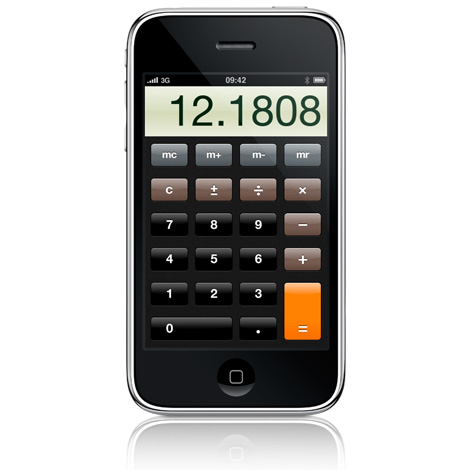 3G 09:42
12.1808
mc m+ m- mr
c ± ÷ ×
7 8 9 −
4 5 6 +
1 2 3
0 . =